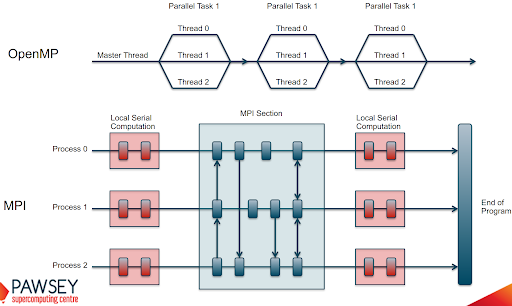 Parallel Task 1
Parallel Task 1
Parallel Task 1
OpenMP
Master Thread
Thread 0
Thread 0
Thread 0
Thread 1
Thread 1
Thread 1
Thread 2
Thread 2
Thread 2
Local Serial
Computation
MPI Section
Local Serial
Computation
MPI
Process 0
Process 1
Process 2
End of
Program
PAWSEY
supercomputing centre